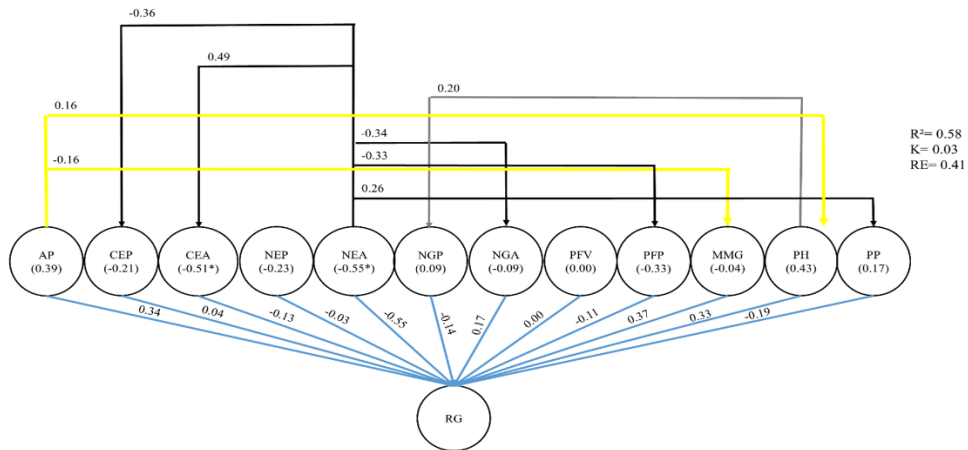 -0.36
0.49
0.20
0.16
-0.34
-0.33
-0.16
0.26
R²= 0.58
K= 0.03
RE= 0.41
AP
(0.39)
CEP
(-0.21)
CEA
(-0.51*)
NEP
(-0.23)
NEA
(-0.55*)
NGP
(0.09)
NGA
(-0.09)
PFV
(0.00)
PFP
(-0.33)
MMG
(-0.04)
PH
(0.43)
PP
(0.17)
0.34
0.04
-0.13
-0.03
-0.55
-0.14
0.17
0.00
-0.11
0.37
0.33
-0.19
RG